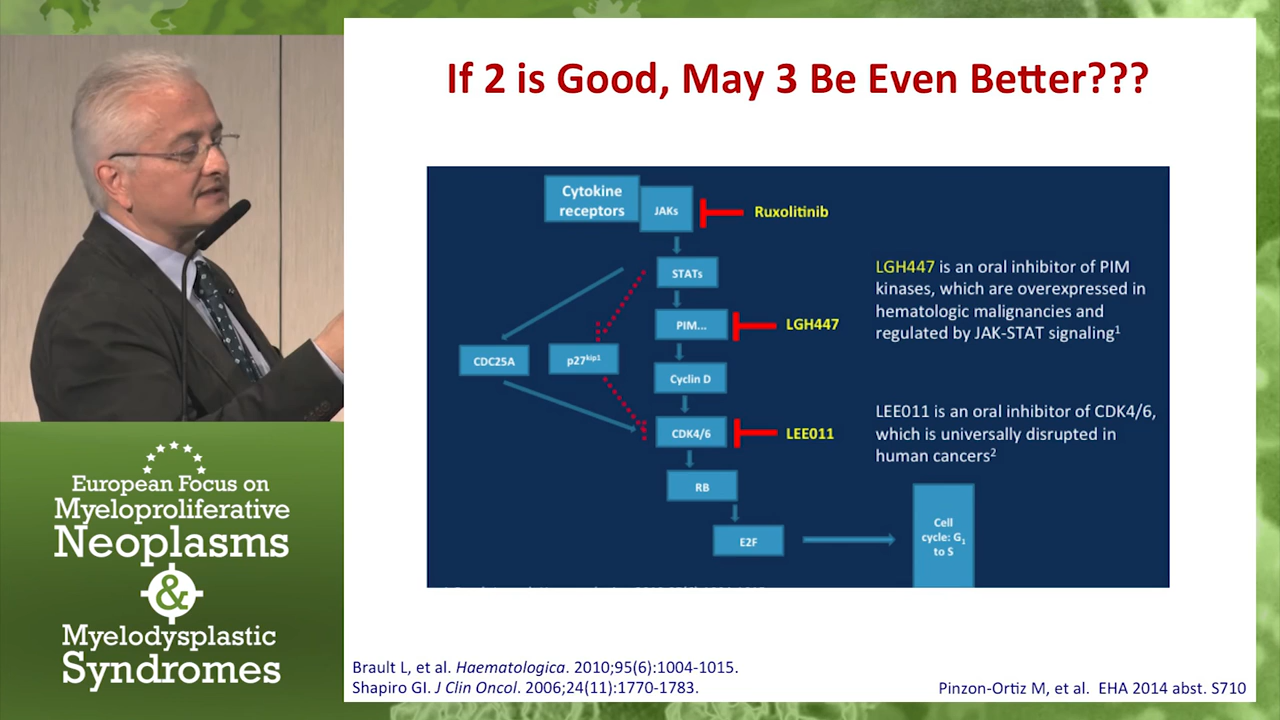 If 2 is Good, May 3 Be Even Better???
Cytokine
receptors
JAKs
Ruxolitinib
STATs
PIM...
LGH447
CDC25A
p27kip1
Cyclin D
CDK4/6
LEE011
RB
E2F
Cell
cycle: G1
to S
LGH447 is an oral inhibitor of PIM
kinases, which are overexpressed in
hematologic malignancies and
regulated by JAK-STAT signaling1
LEE011 is an oral inhibitor of CDK4/6,
which is universally disrupted in
human cancers2
European Focus on
Myeloproliferative
Neoplasms
&
Myelodysplastic
Syndromes
Brault L, et al. Haematologica. 2010;95(6):1004-1015.
Shapiro GI. J Clin Oncol. 2006;24(11):1770-1783.
Pinzon-Ortiz M, et al. EHA 2014 abst. S710